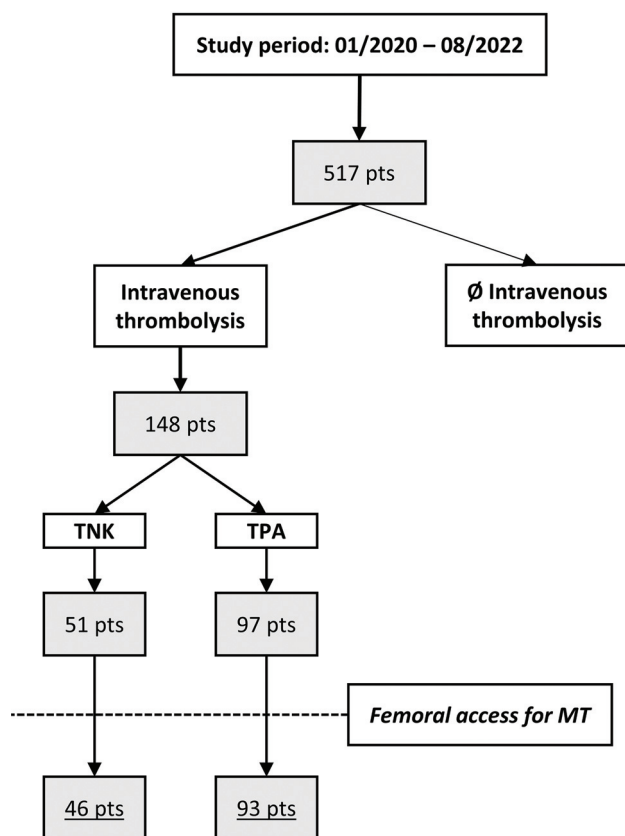 Study period: 01/2020 – 08/2022
517 pts
Intravenous
thrombolysis
Ø Intravenous
thrombolysis
148 pts
TNK
TPA
51 pts
97 pts
Femoral access for MT
46 pts
93 pts